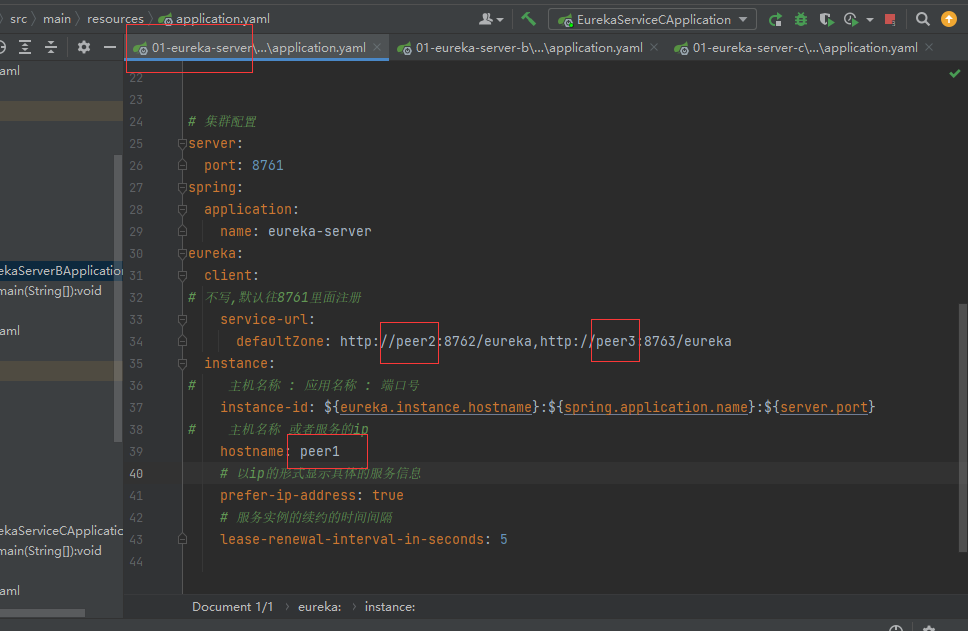 src main resources application.yaml
EurekaServiceCApplication
01-eureka-server\...\application.yaml
01-eureka-server-b\...\application.yaml
01-eureka-server-c\...\application.yaml
aml
ekaServerBApplicatio
main(String[]):void
aml
ekaServiceCApplicatic
main(String[]):void
aml
22
23
24 # 集群配置
25 server:
26 port: 8761
27 spring:
28 application:
29 name: eureka-server
30 eureka:
31 client:
32 # 不写,默认往8761里面注册
33 service-url:
34 defaultZone: http://peer2:8762/eureka,http://peer3:8763/eureka
35 instance:
36 # 主机名称 : 应用名称 : 端口号
37 instance-id: ${eureka.instance.hostname}:${spring.application.name}:${server.port}
38 # 主机名称 或者服务的ip
39 hostname: peer1
40 # 以ip的形式显示具体的服务信息
41 prefer-ip-address: true
42 # 服务实例的续约的时间间隔
43 lease-renewal-interval-in-seconds: 5
44
Document 1/1 eureka: instance: